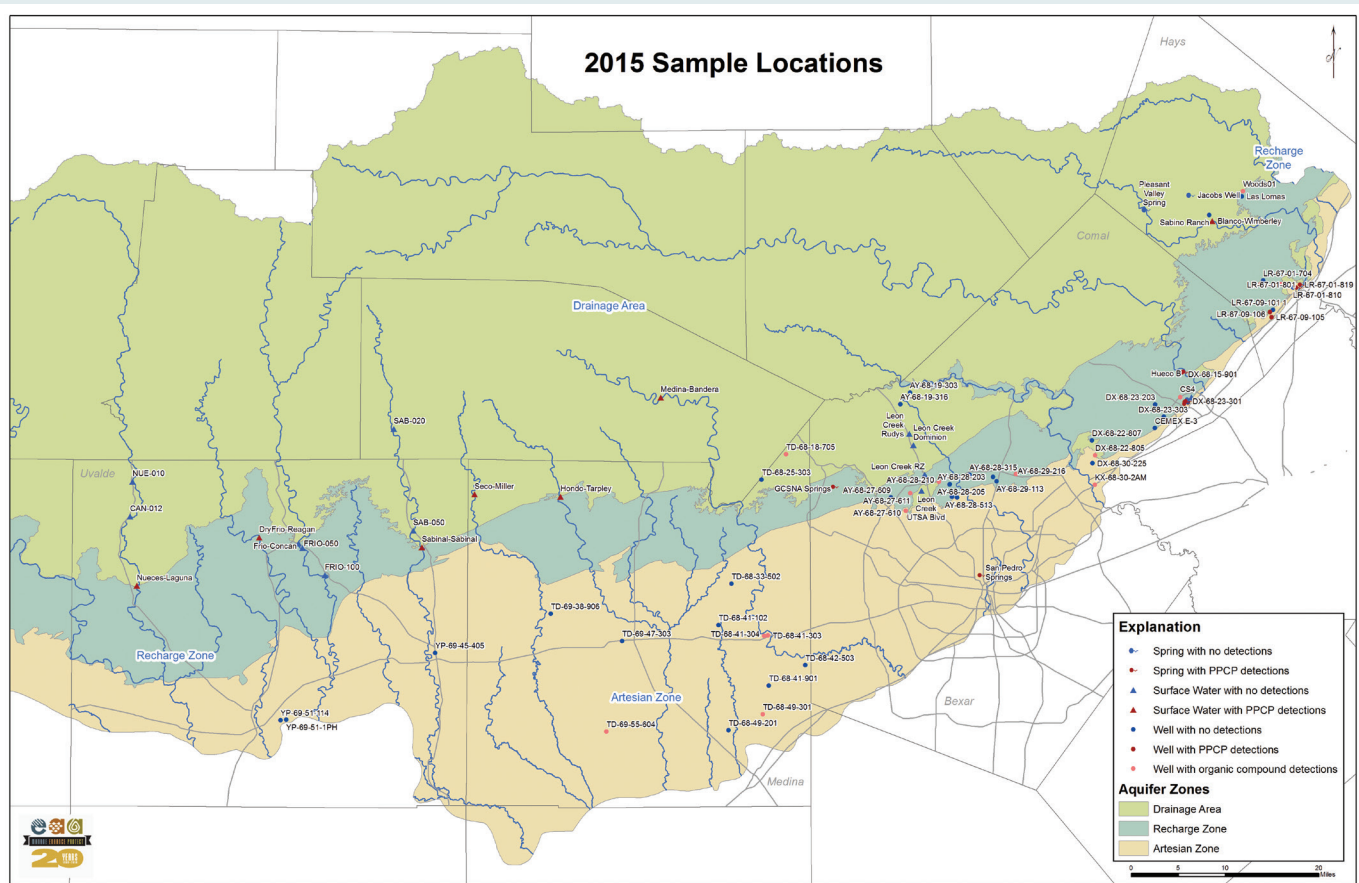 2015 Sample Locations
Hays
Recharge
Zone
Pleasant
Valley
Spring
Jacobs Well
Woods01
Las Lomas
Sabino Ranch
Blanco-Wimberley
Comal
LR-67-01-704
LR-67-01-801
LR-67-01-819
LR-67-01-810
LR-67-09-101
LR-67-09-106
LR-67-09-105
Drainage Area
Hueco B
DX-68-15-901
CS4
DX-68-23-203
DX-68-23-301
DX-68-23-303
CEMEX E-3
Medina-Bandera
AY-68-19-303
AY-68-19-316
SAB-020
Leon
Creek
Rudys
Leon Creek
Dominion
DX-68-22-807
DX-68-22-805
DX-68-30-225
KX-68-30-2AM
TD-68-18-705
Uvalde
NUE-010
TD-68-25-303
Leon Creek RZ
AY-68-28-315
AY-68-29-216
AY-68-28-210
AY-68-28-203
Seco-Miller
Hondo-Tarpley
GCSNA Springs
AY-68-27-609
AY-68-28-205
AY-68-29-113
AY-68-27-611
Leon
Creek
AY-68-28-513
AY-68-27-610
UTSA Blvd
CAN-012
DryFrio-Reagan
SAB-050
Frio-Concan
FRIO-050
Sabinal-Sabinal
FRIO-100
Nueces-Laguna
San Pedro
Springs
TD-68-33-502
TD-69-38-906
TD-68-41-102
TD-69-47-303
TD-68-41-304
TD-68-41-303
YP-69-45-405
Recharge Zone
TD-68-42-503
TD-68-41-901
Artesian Zone
Bexar
YP-69-51-114
YP-69-51-1PH
TD-68-49-301
TD-69-55-604
TD-68-49-201
Medina
Explanation
Spring with no detections
Spring with PPCP detections
Surface Water with no detections
Surface Water with PPCP detections
Well with no detections
Well with PPCP detections
Well with organic compound detections
Aquifer Zones
Drainage Area
Recharge Zone
Artesian Zone
0 5 10 20
Miles
eaa
20 YEARS